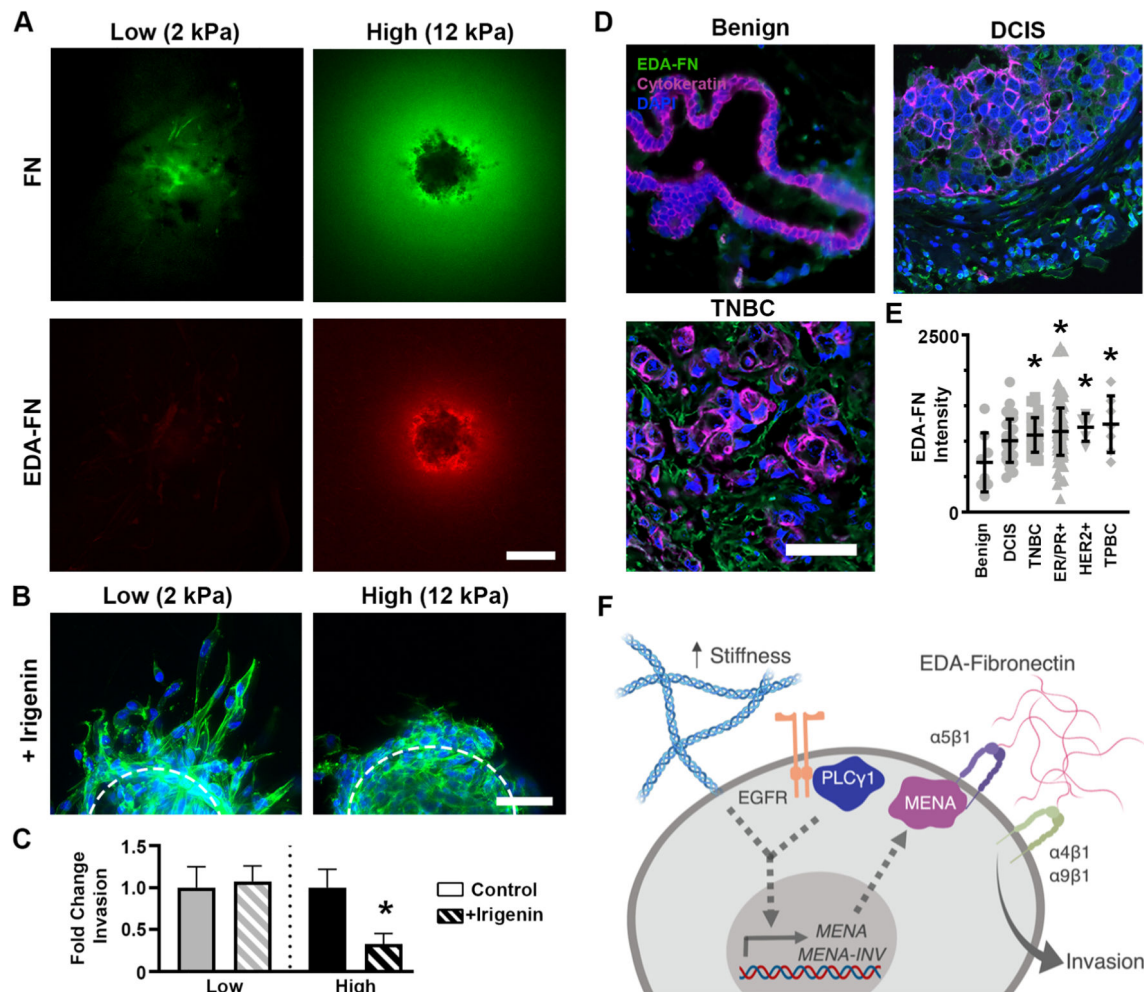 A
Low (2 kPa)
High (12 kPa)
FN
EDA-FN
B
Low (2 kPa)
High (12 kPa)
+ Irigenin
C
Fold Change
Invasion
1.5
1.0
0.5
0
*
Low
High
Control
+Irigenin
D
Benign
DCIS
EDA-FN
Cytokeratin
DAPI
TNBC
E
EDA-FN
Intensity
2500
0
* * * *
Benign
DCIS
TNBC
ER/PR+
HER2+
TPBC
F
↑ Stiffness
EDA-Fibronectin
α5β1
EGFR
PLCγ1
MENA
α4β1
α9β1
MENA
MENA-INV
Invasion